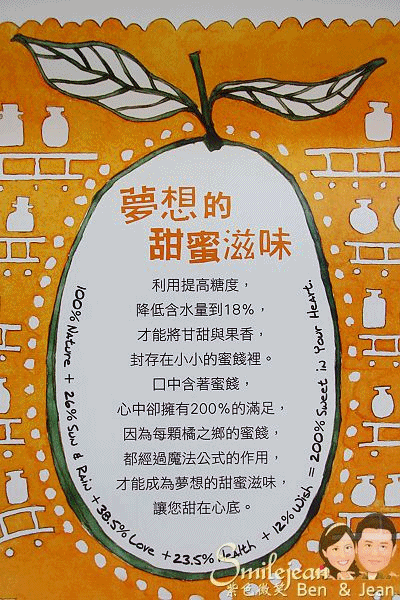 夢想的
甜蜜滋味
利用提高糖度，
降低含水量到18%，
才能將甘甜與果香，
封存在小小的蜜餞裡。
口中含著蜜餞，
心中卻擁有200%的滿足，
因為每顆橘之鄉的蜜餞，
都經過魔法公式的作用，
才能成為夢想的甜蜜滋味，
讓您甜在心底。
100% Nature + 26% Sun & Rain + 38.5% Love + 23.5% Health + 12% Wish = 200% Sweet in Your Heart.
Smilejean
紫色微笑 Ben & Jean